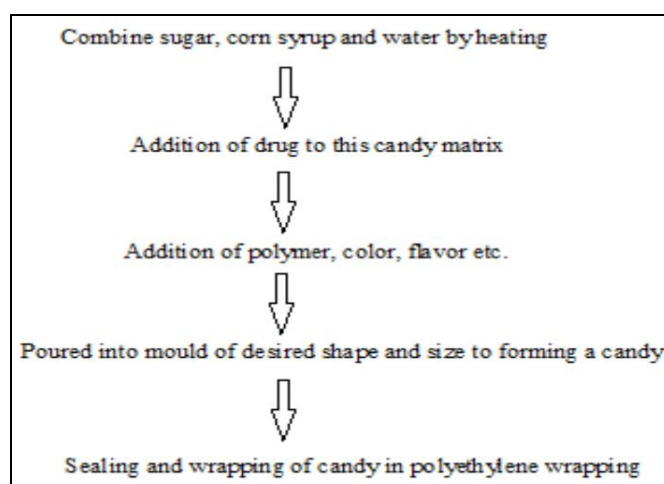 Combine sugar, corn syrup and water by heating
Addition of drug to this candy matrix
Addition of polymer, color, flavor etc.
Poured into mould of desired shape and size to forming a candy
Sealing and wrapping of candy in polyethylene wrapping